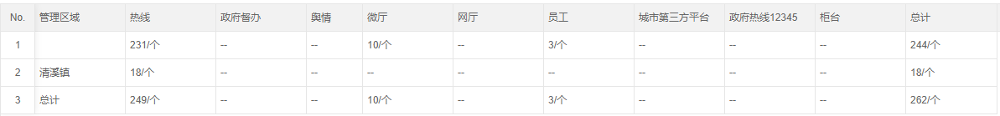 No. 管理区域 热线 政府督办 舆情 微厅 网厅 员工 城市第三方平台 政府热线12345 柜台 总计
1 231/个 -- -- 10/个 -- 3/个 -- -- -- 244/个
2 清溪镇 18/个 -- -- -- -- -- -- -- -- 18/个
3 总计 249/个 -- -- 10/个 -- 3/个 -- -- -- 262/个